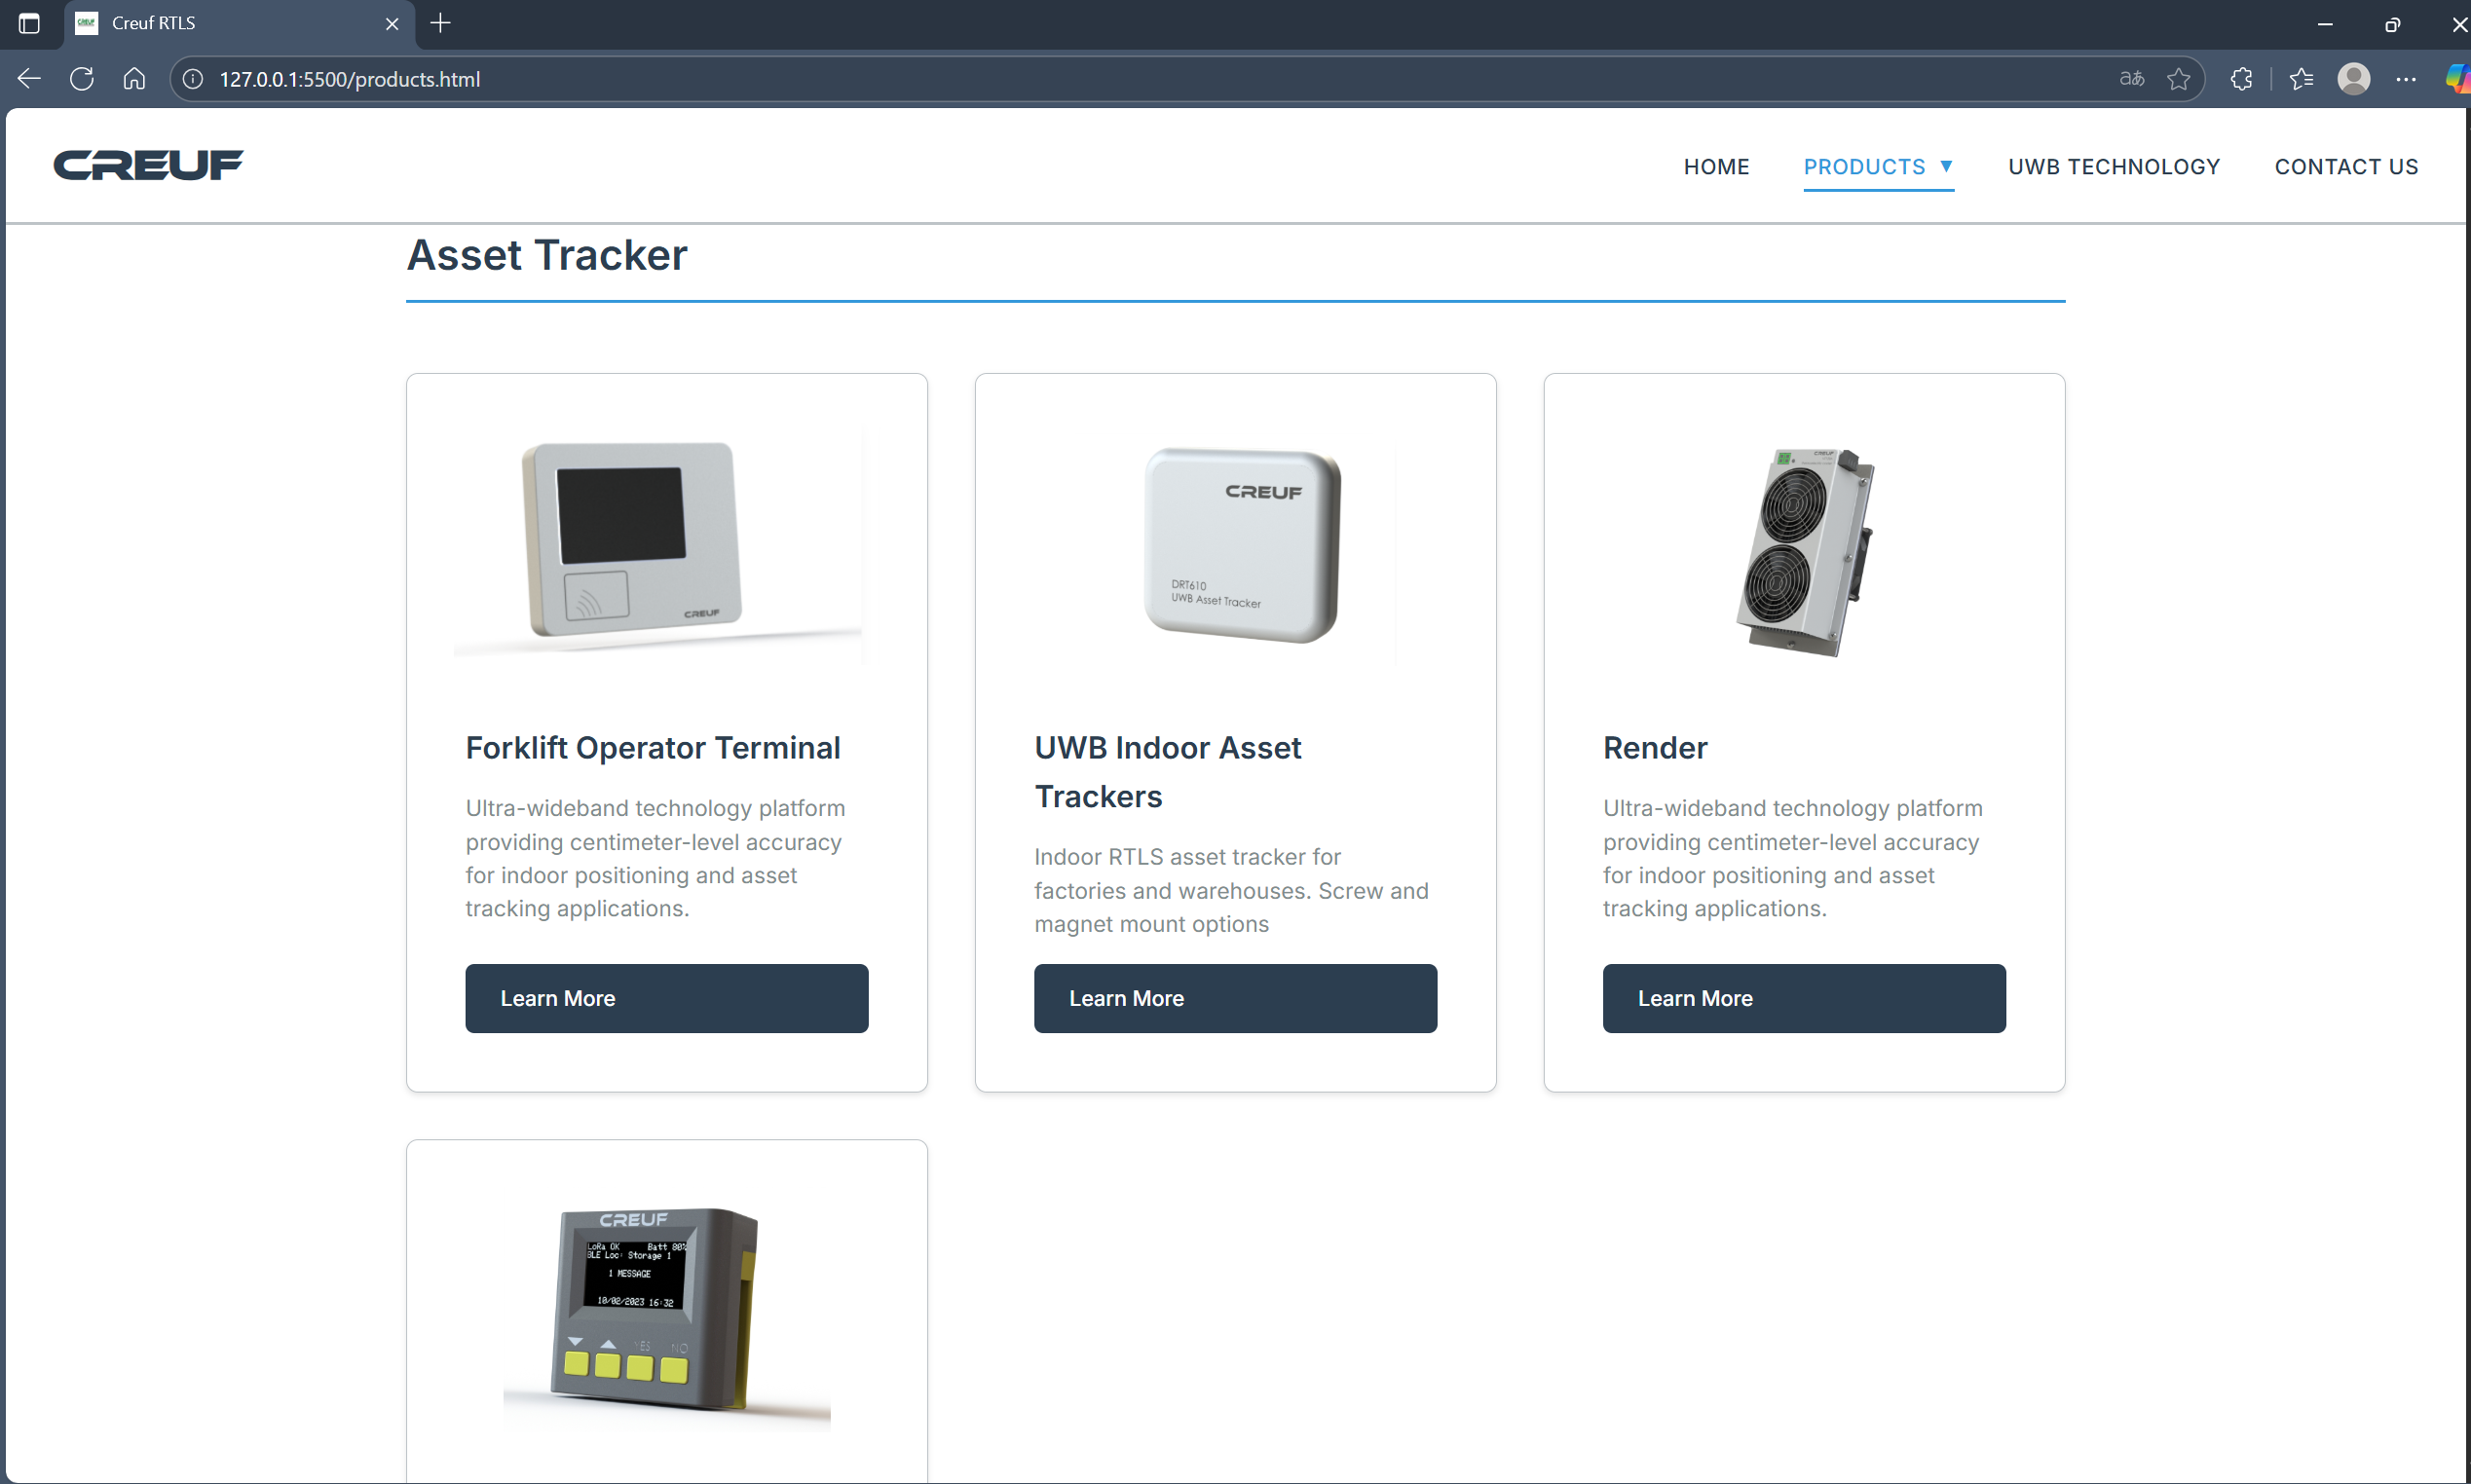 Creuf RTLS
127.0.0.1:5500/products.html
aあ
CREUF
HOME
PRODUCTS ▼
UWB TECHNOLOGY
CONTACT US
Asset Tracker
CREUF
CREUF
DRT610
UWB Asset Tracker
CREUF
Forklift Operator Terminal
Ultra-wideband technology platform
providing centimeter-level accuracy
for indoor positioning and asset
tracking applications.
Learn More
UWB Indoor Asset
Trackers
Indoor RTLS asset tracker for
factories and warehouses. Screw and
magnet mount options
Learn More
Render
Ultra-wideband technology platform
providing centimeter-level accuracy
for indoor positioning and asset
tracking applications.
Learn More
CREUF
LoRa OK Batt 80%
BLE Loc: Storage 1
1 MESSAGE
10/02/2023 16:32
YES NO